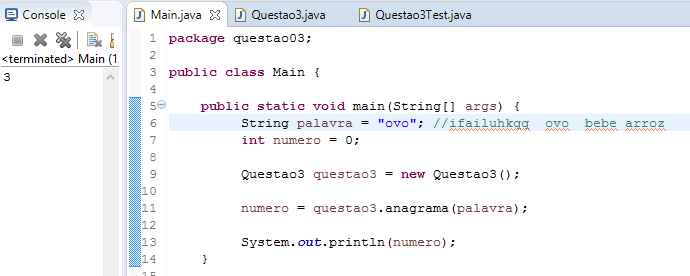 Console
<terminated> Main (1
3
Main.java
Questao3.java
Questao3Test.java
1 package questao03;
2
3 public class Main {
4
5 public static void main(String[] args) {
6 String palavra = "ovo"; //ifailuhkqq ovo bebe arroz
7 int numero = 0;
8
9 Questao3 questao3 = new Questao3();
10
11 numero = questao3.anagrama(palavra);
12
13 System.out.println(numero);
14 }
15